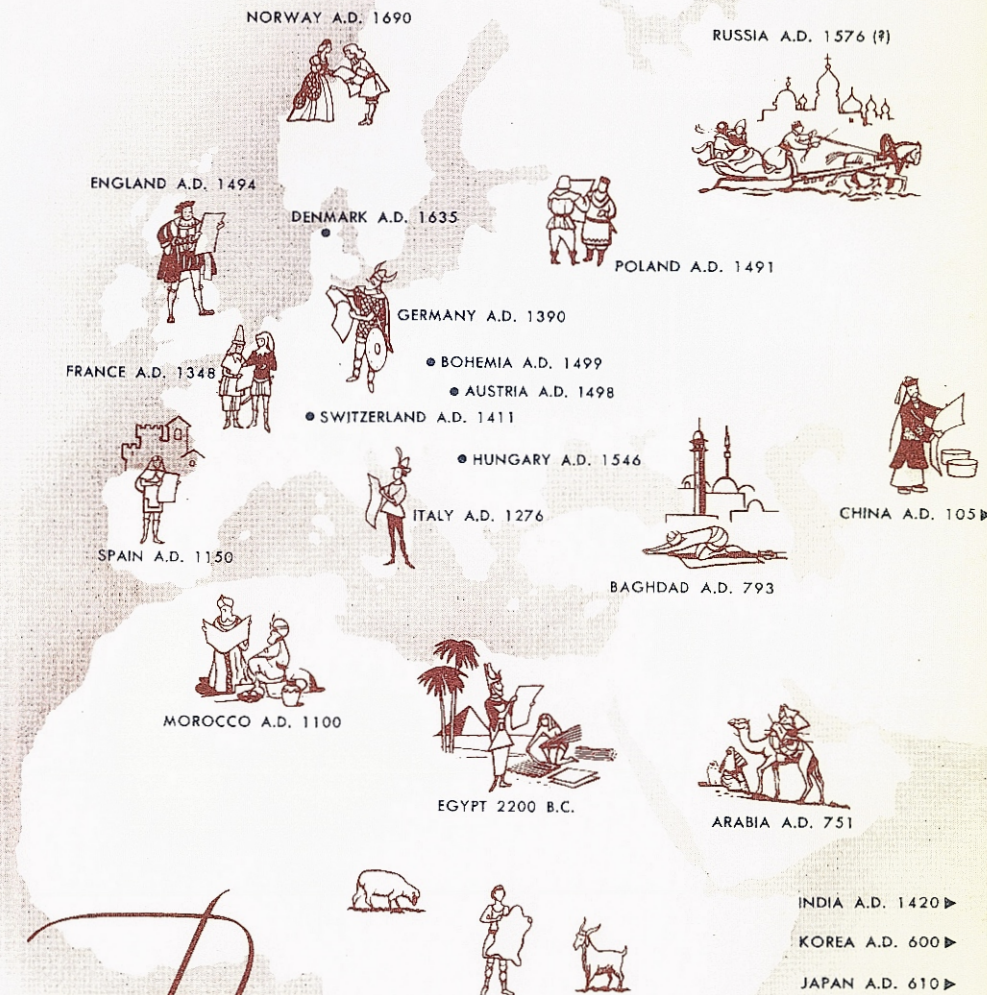 NORWAY A.D. 1690
RUSSIA A.D. 1576 (?)
ENGLAND A.D. 1494
DENMARK A.D. 1635
POLAND A.D. 1491
GERMANY A.D. 1390
BOHEMIA A.D. 1499
FRANCE A.D. 1348
AUSTRIA A.D. 1498
SWITZERLAND A.D. 1411
HUNGARY A.D. 1546
CHINA A.D. 105
ITALY A.D. 1276
SPAIN A.D. 1150
BAGHDAD A.D. 793
MOROCCO A.D. 1100
EGYPT 2200 B.C.
ARABIA A.D. 751
INDIA A.D. 1420
KOREA A.D. 600
JAPAN A.D. 610